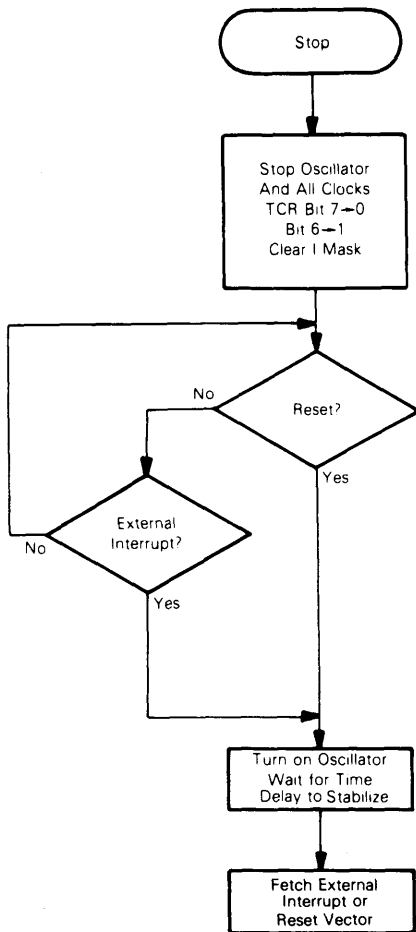 Stop
Stop Oscillator
And All Clocks
TCR Bit 7→0
Bit 6→1
Clear I Mask
No
Reset?
Yes
External
Interrupt?
No
Yes
Turn on Oscillator
Wait for Time
Delay to Stabilize
Fetch External
Interrupt or
Reset Vector